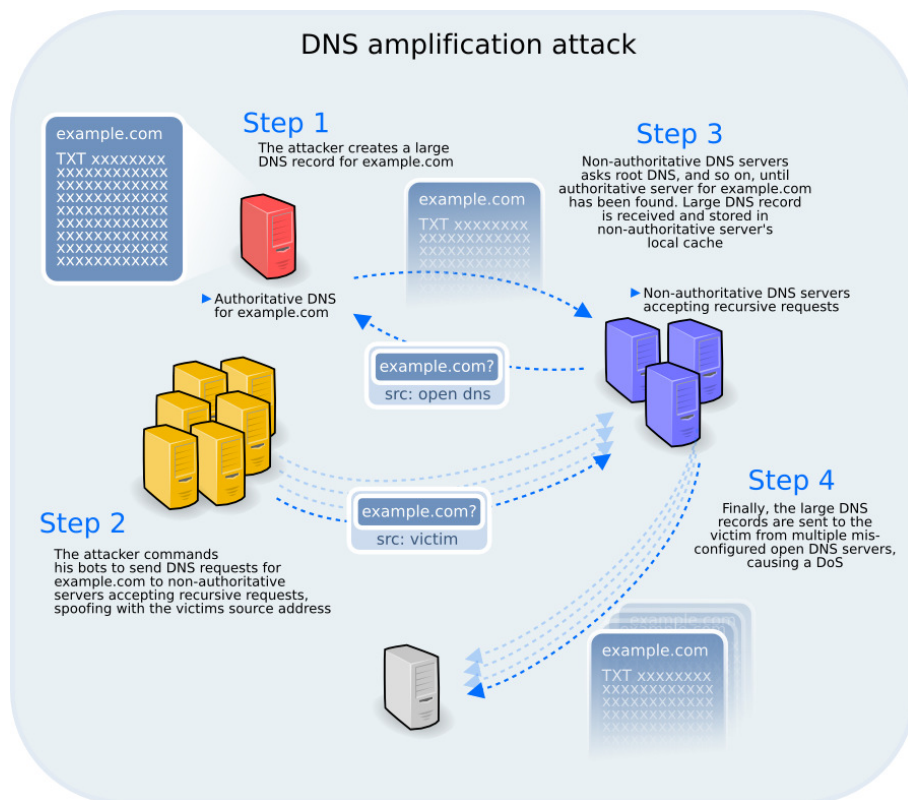 DNS amplification attack
example.com
TXT xxxxxxxx
xxxxxxxxxxxx
xxxxxxxxxxxx
xxxxxxxxxxxx
xxxxxxxxxxxx
xxxxxxxxxxxx
xxxxxxxxxxxx
xxxxxxxxxxxx
xxxxxxxxxxxx
Step 1
The attacker creates a large
DNS record for example.com
Authoritative DNS
for example.com
example.com
TXT xxxxxxxx
xxxxxxxxxxxx
xxxxxxxxxxxx
xxxxxxxxxxxx
Step 3
Non-authoritative DNS servers
asks root DNS, and so on, until
authoritative server for example.com
has been found. Large DNS record
is received and stored in
non-authoritative server's
local cache
Non-authoritative DNS servers
accepting recursive requests
example.com?
src: open dns
example.com?
src: victim
Step 2
The attacker commands
his bots to send DNS requests for
example.com to non-authoritative
servers accepting recursive requests,
spoofing with the victims source address
Step 4
Finally, the large DNS
records are sent to the
victim from multiple mis-
configured open DNS servers,
causing a DoS
example.com
example.com
TXT xxxxxxxx
xxxxxxxxxxxx
xxxxxxxxxxxx
xxxxxxxxxxxx